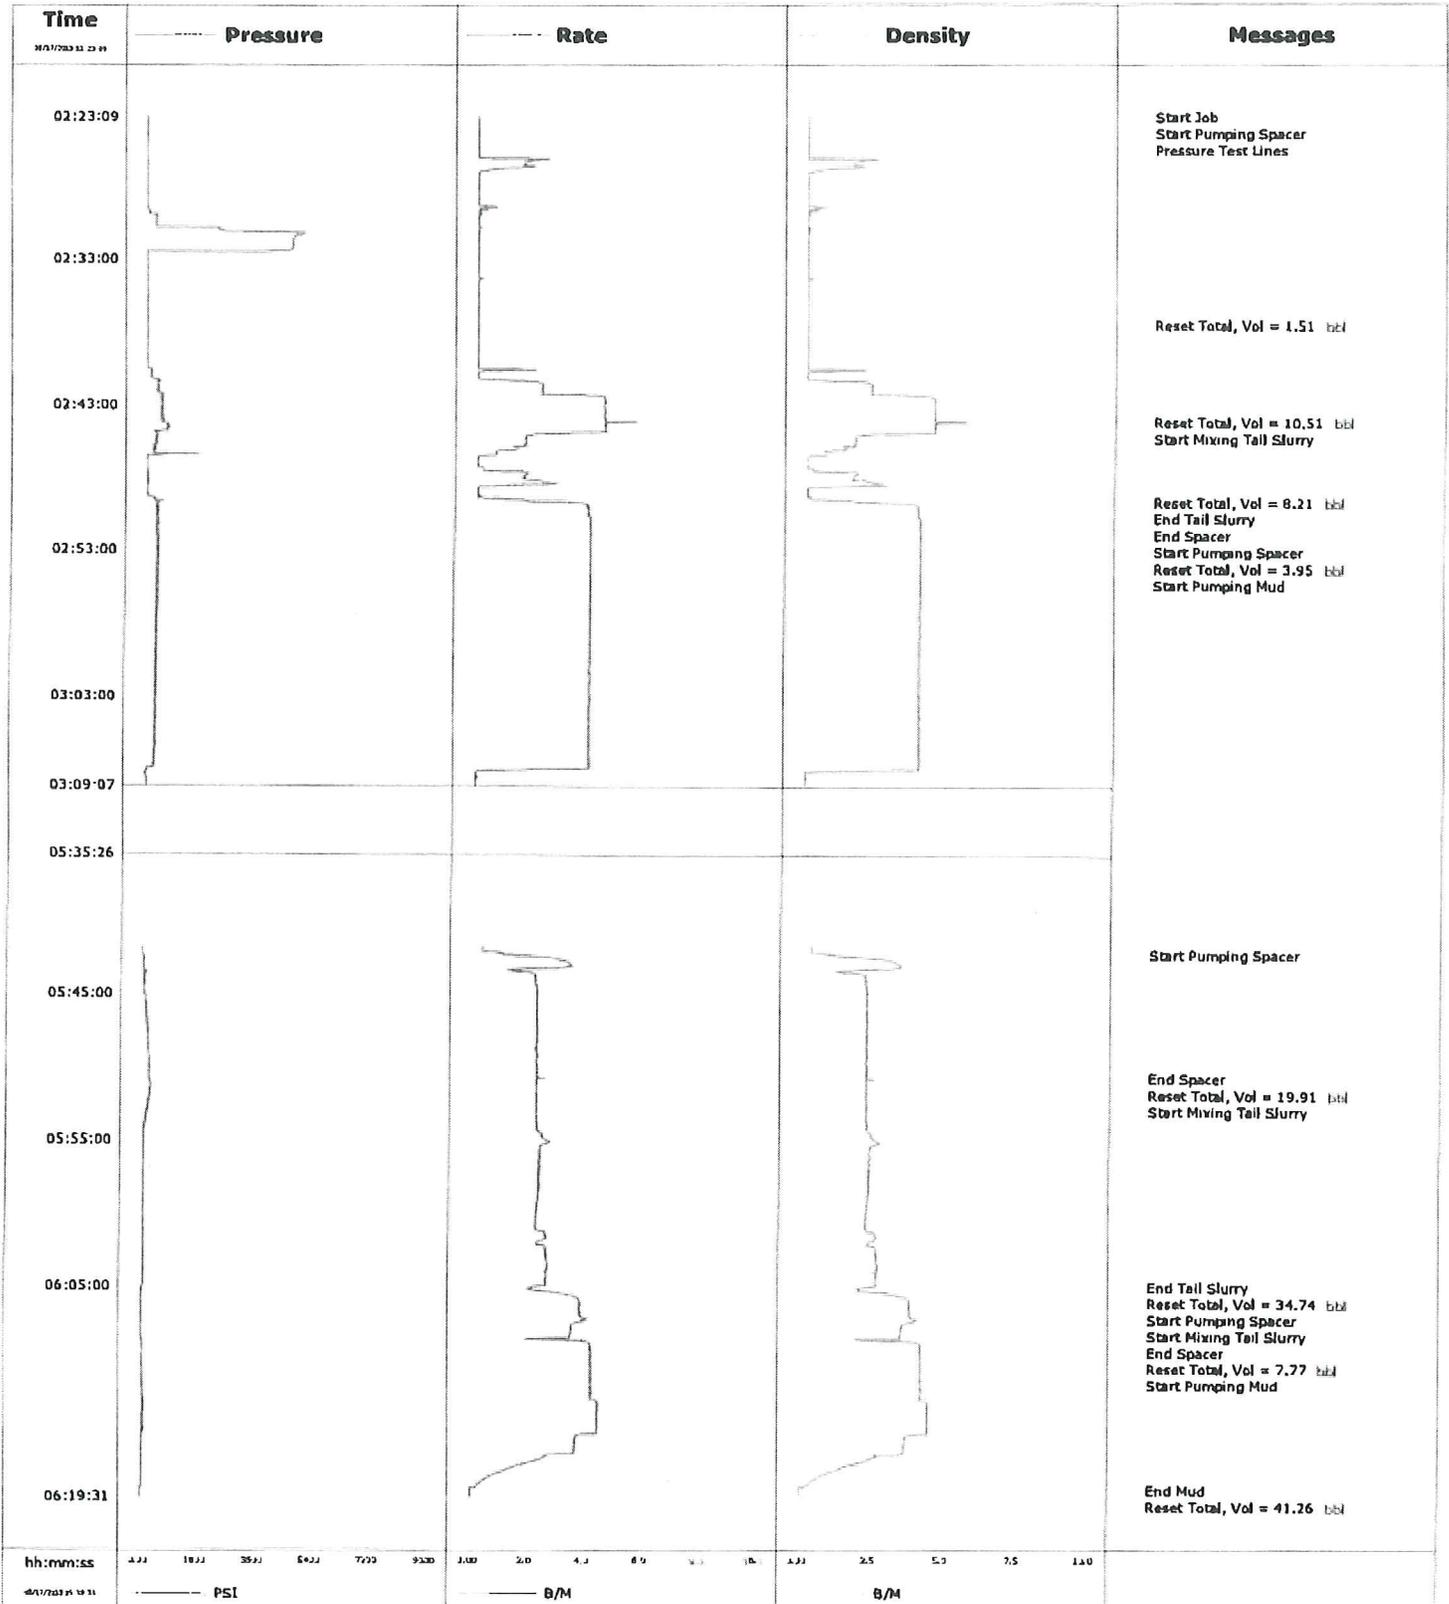 Time
Pressure
Rate
Density
Messages
02:23:09
Start Job
Start Pumping Spacer
Pressure Test Lines
02:33:00
Reset Total, Vol = 1.51 bbl
02:43:00
Reset Total, Vol = 10.51 bbl
Start Mixing Tail Slurry
Reset Total, Vol = 8.21 bbl
End Tail Slurry
End Spacer
02:53:00
Start Pumping Spacer
Reset Total, Vol = 3.95 bbl
Start Pumping Mud
03:03:00
03:09:07
05:35:26
Start Pumping Spacer
05:45:00
End Spacer
Reset Total, Vol = 19.91 bbl
Start Mixing Tail Slurry
05:55:00
06:05:00
End Tail Slurry
Reset Total, Vol = 34.74 bbl
Start Pumping Spacer
Start Mixing Tail Slurry
End Spacer
Reset Total, Vol = 7.77 bbl
Start Pumping Mud
06:19:31
End Mud
Reset Total, Vol = 41.26 bbl
hh:mm:ss
2.0
2.5
5.0
7.5
PSI
B/M
B/M